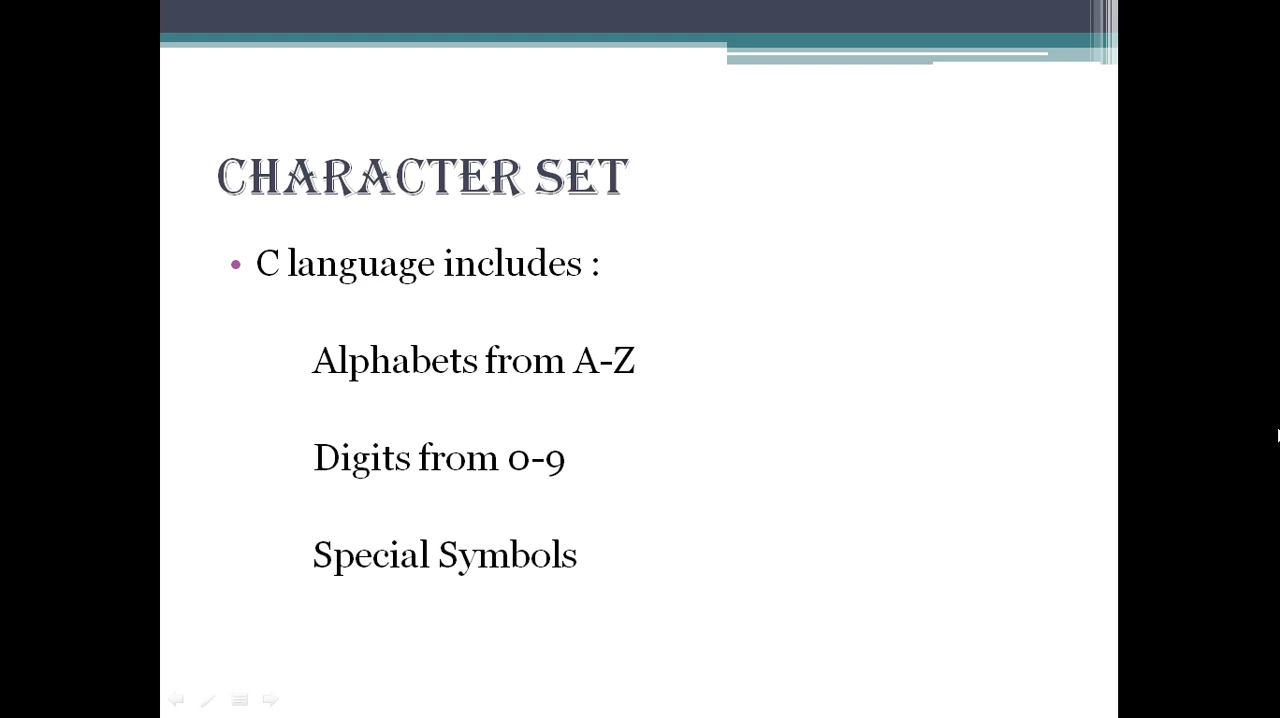 CHARACTER SET
• C language includes :
Alphabets from A-Z
Digits from 0-9
Special Symbols